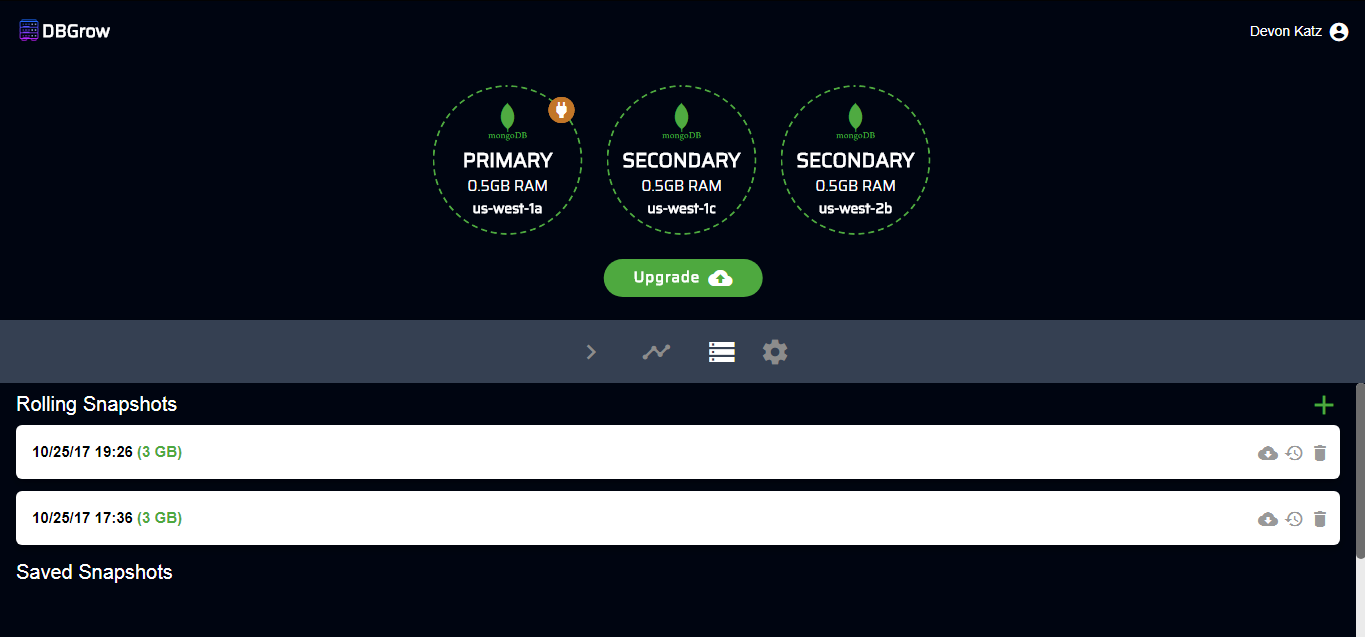 DBGrow
Devon Katz
mongoDB
PRIMARY
0.5GB RAM
us-west-1a
mongoDB
SECONDARY
0.5GB RAM
us-west-1c
mongoDB
SECONDARY
0.5GB RAM
us-west-2b
Upgrade
Rolling Snapshots
10/25/17 19:26 (3 GB)
10/25/17 17:36 (3 GB)
Saved Snapshots